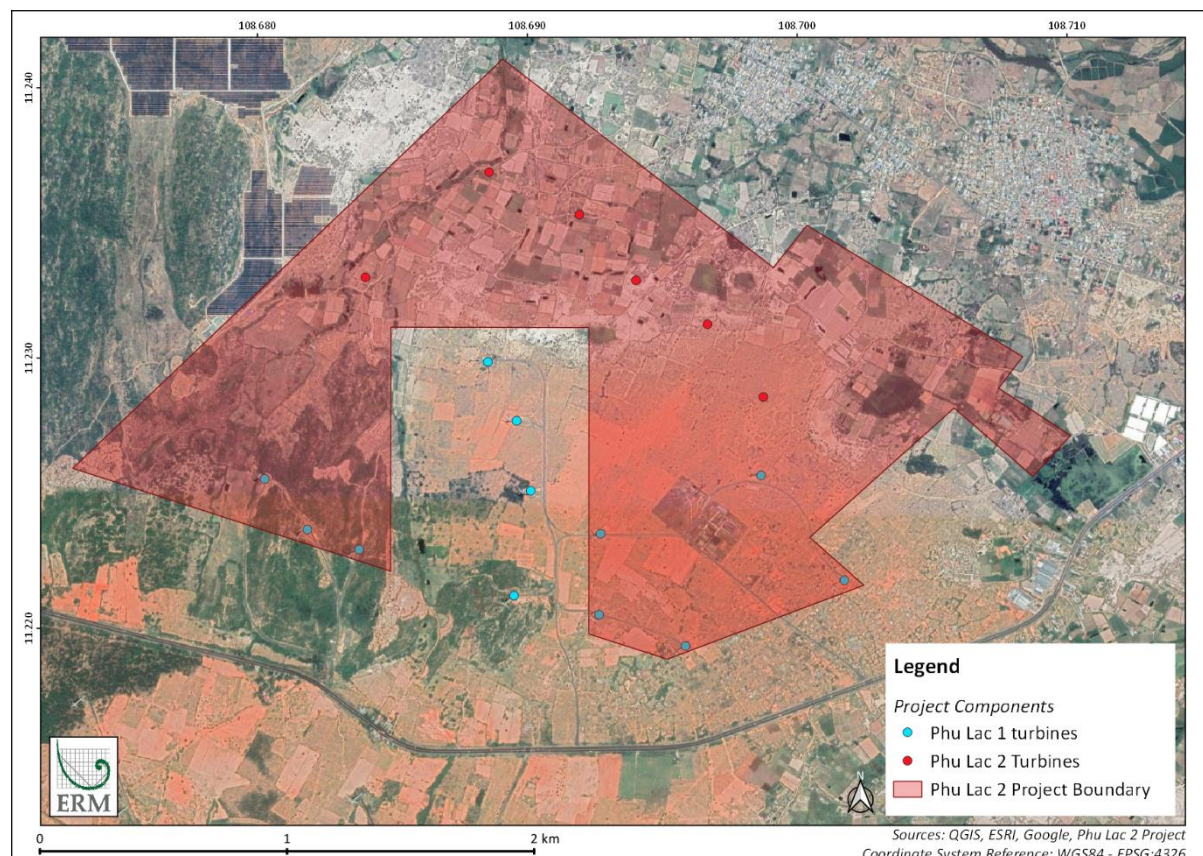 108.680
108.690
108.700
108.710
11.240
11.230
11.220
Legend
Project Components
Phu Lac 1 turbines
Phu Lac 2 Turbines
Phu Lac 2 Project Boundary
ERM
N
0
1
2 km
Sources: QGIS, ESRI, Google, Phu Lac 2 Project
Coordinate System Reference: WGS84 - EPSG:4326